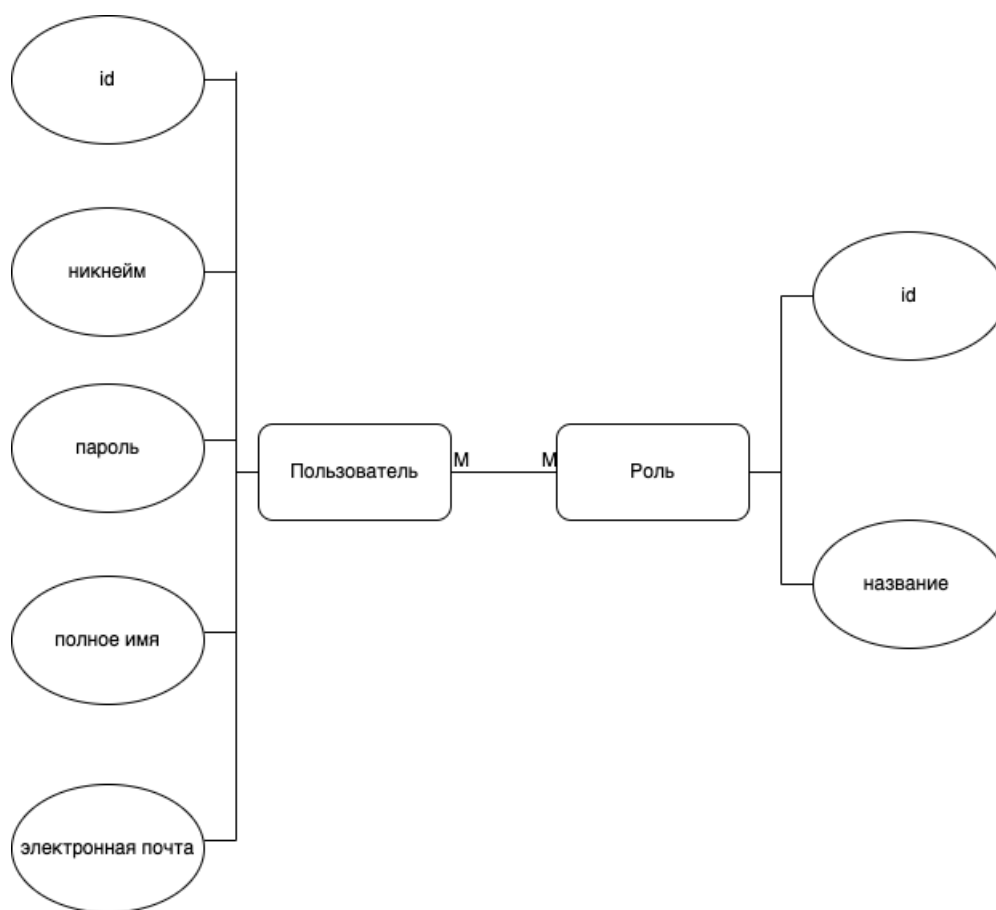 id
никнейм
пароль
полное имя
электронная почта
Пользователь
М
М
Роль
id
название